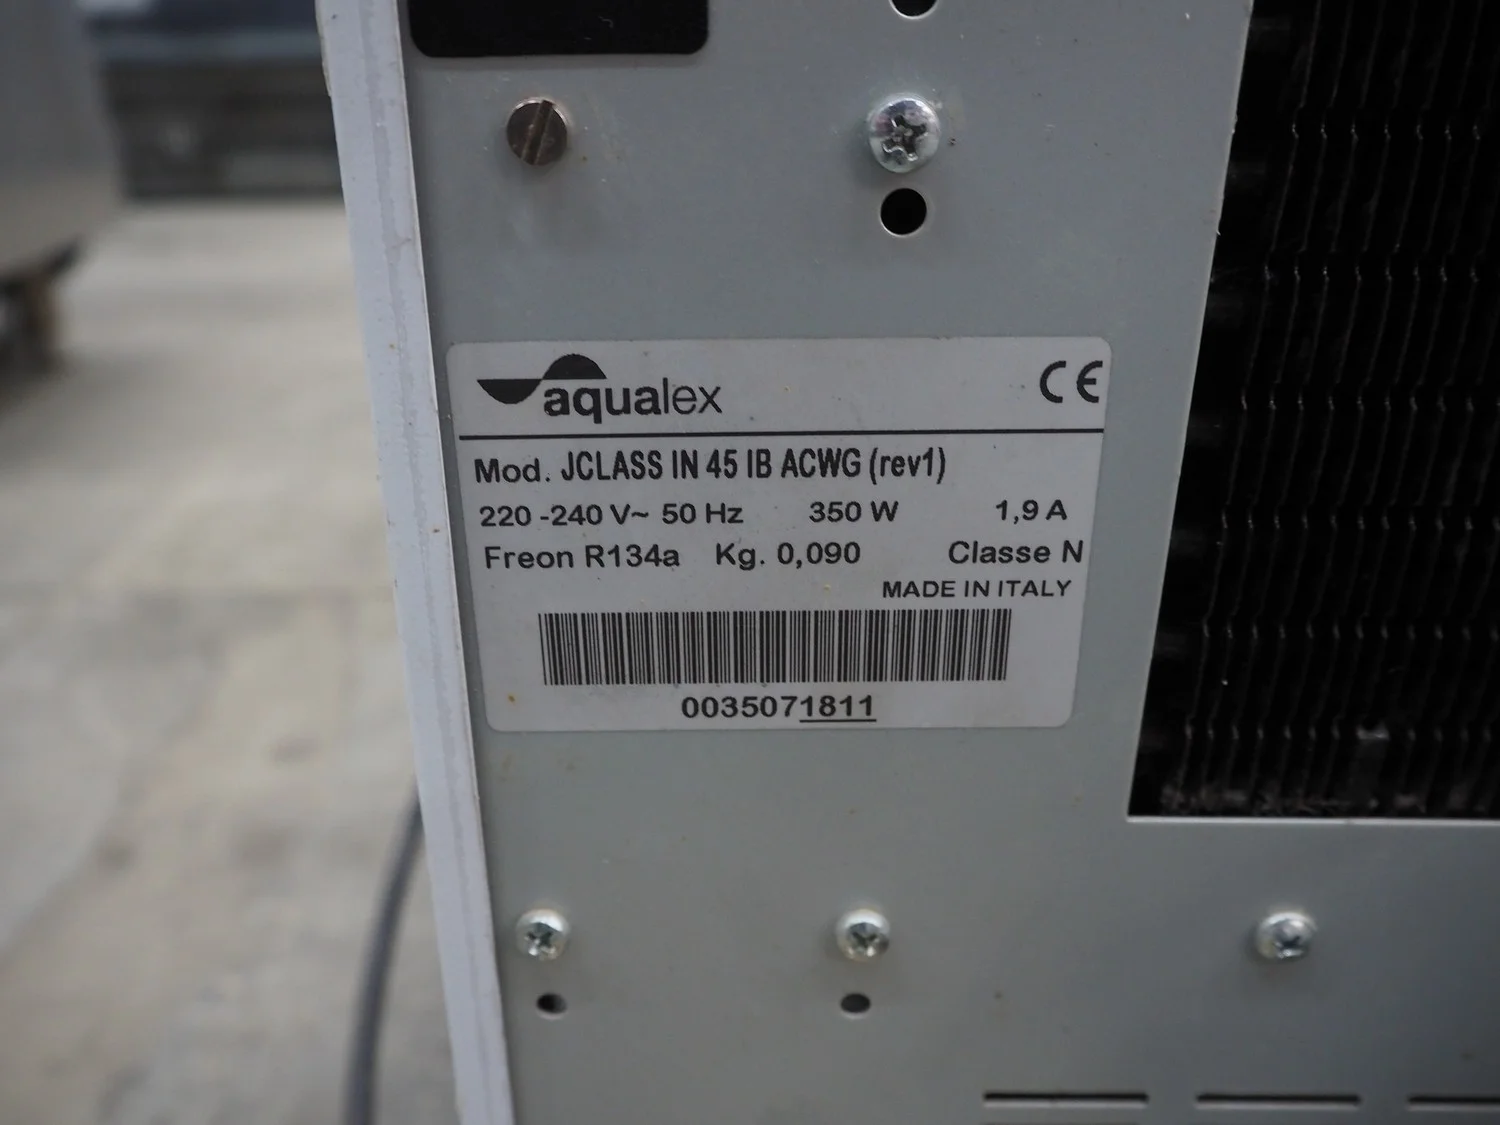 aqualex CE
Mod. JCLASS IN 45 IB ACWG (rev1)
220 -240 V~ 50 Hz 350 W 1,9 A
Freon R134a Kg. 0,090 Classe N
MADE IN ITALY
0035071811